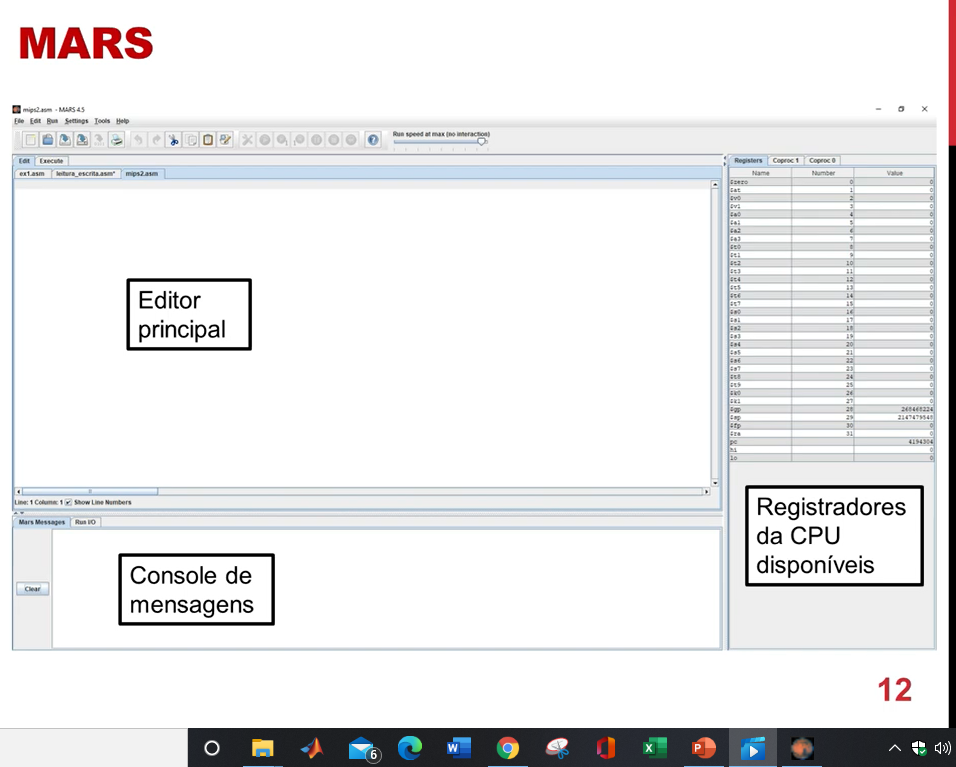 MARS
mips2.asm - MARS 4.5
File Edit Run Settings Tools Help
Run speed at max (no interaction)
Edit Execute
ex1.asm leitura_escrita.asm* mips2.asm
Editor
principal
Line: 1 Column: 1 Show Line Numbers
Mars Messages Run I/O
Clear
Console de
mensagens
Registers Coproc 1 Coproc 0
Name Number Value
$zero 0 0
$at 1 0
$v0 2 0
$v1 3 0
$a0 4 0
$a1 5 0
$a2 6 0
$a3 7 0
$t0 8 0
$t1 9 0
$t2 10 0
$t3 11 0
$t4 12 0
$t5 13 0
$t6 14 0
$t7 15 0
$s0 16 0
$s1 17 0
$s2 18 0
$s3 19 0
$s4 20 0
$s5 21 0
$s6 22 0
$s7 23 0
$t8 24 0
$t9 25 0
$k0 26 0
$k1 27 0
$gp 28 268468224
$sp 29 2147479548
$fp 30 0
$ra 31 0
pc 4194304
hi 0
lo 0
Registradores
da CPU
disponíveis
12
6